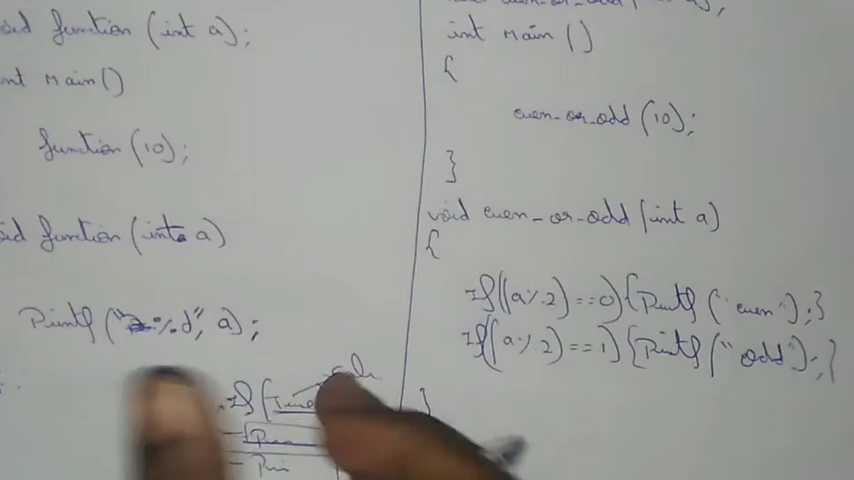 void function (int a);
int Main()
function (10);
void function (int a)
Printf ("%d", a);
If (
int Main ()
{
even_or_odd (10);
}
void even_or_odd (int a)
{
If((a%2)==0){Printf ("even");}
If((a%2)==1){Printf ("odd");}
}